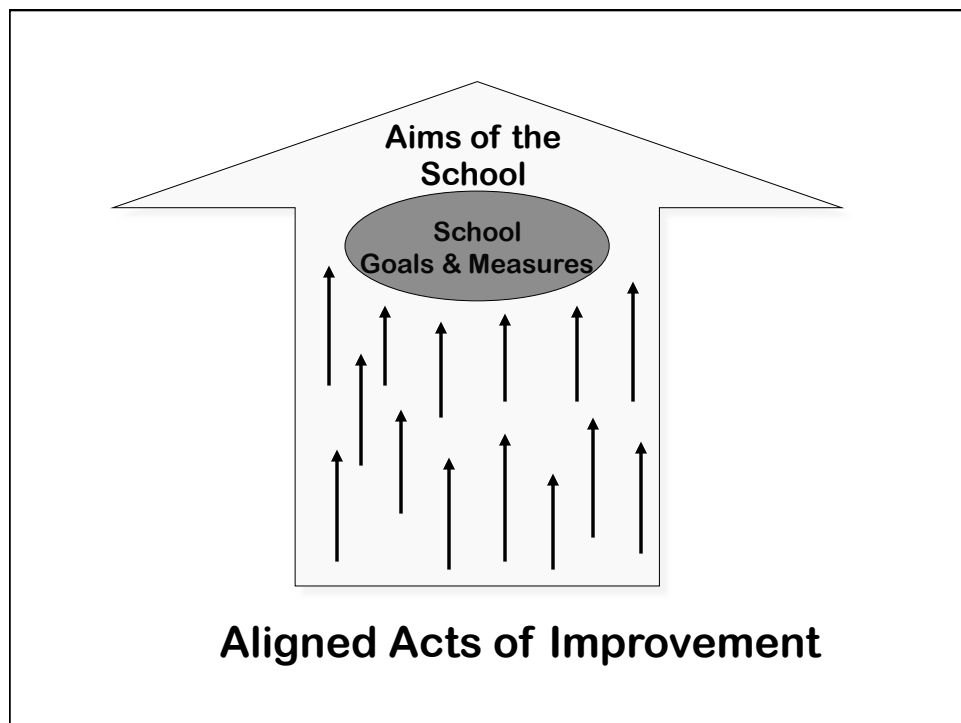 Aims of the
School
School
Goals & Measures
Aligned Acts of Improvement